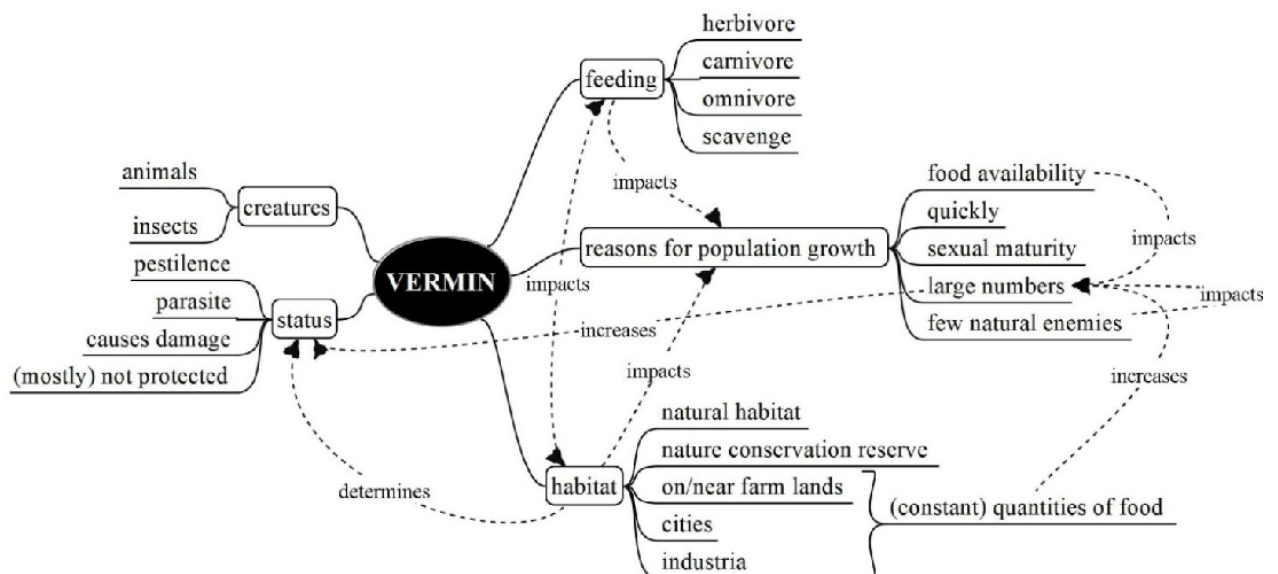 herbivore
carnivore
feeding
omnivore
scavenge
animals
creatures
insects
impacts
food availability
quickly
reasons for population growth
sexual maturity
impacts
pestilence
VERMIN
parasite
status
causes damage
(mostly) not protected
impacts
large numbers
impacts
increases
few natural enemies
impacts
increases
natural habitat
nature conservation reserve
habitat
on/near farm lands
determines
(constant) quantities of food
cities
industria